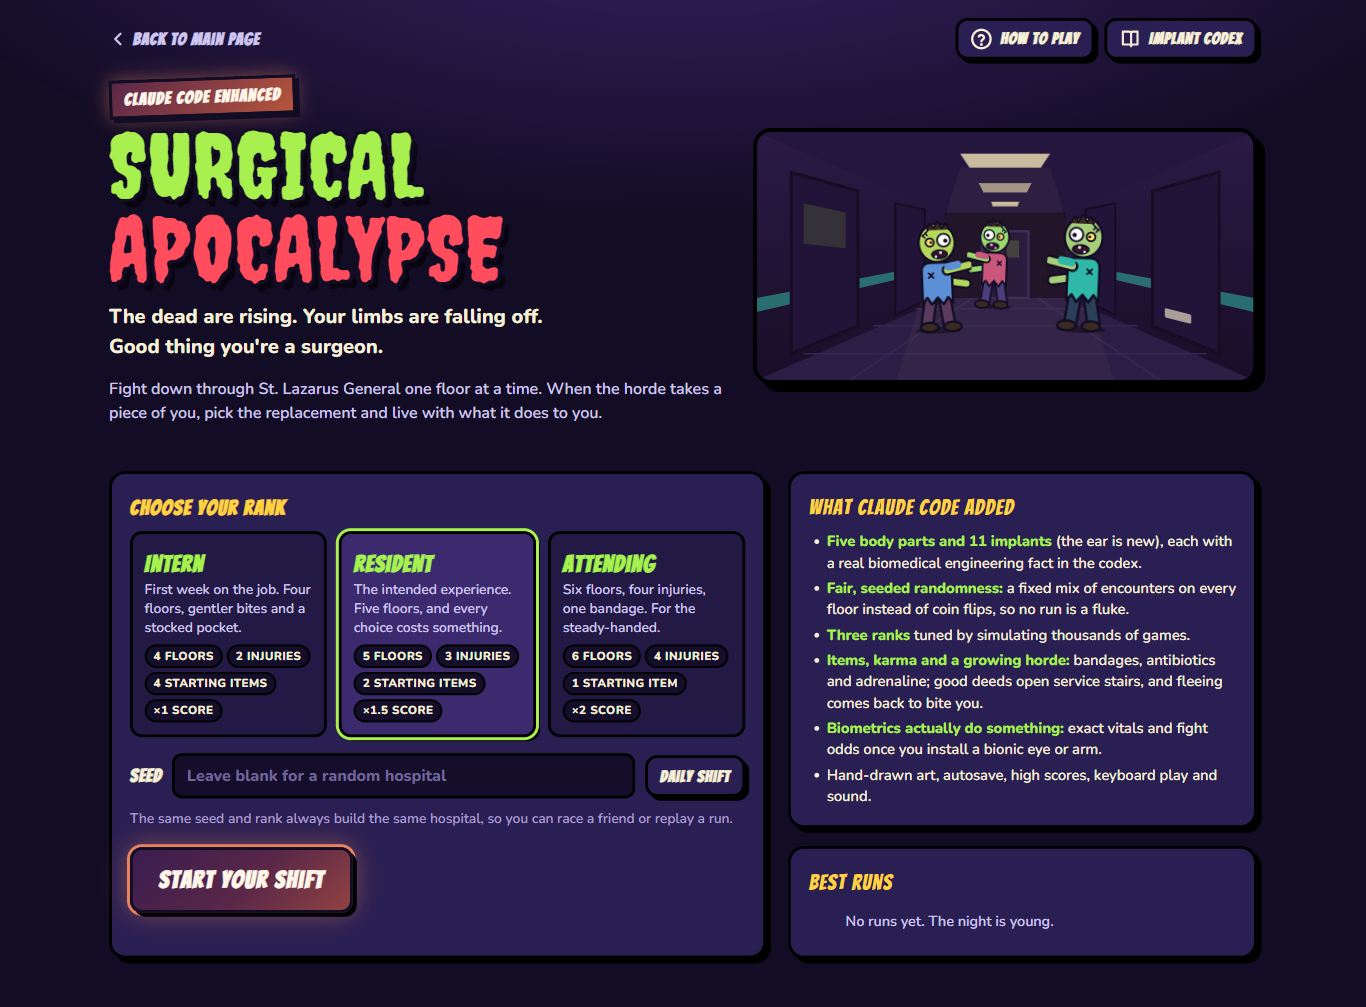 BACK TO MAIN PAGE
HOW TO PLAY
IMPLANT CODEX
CLAUDE CODE ENHANCED
SURGICAL
APOCALYPSE
The dead are rising. Your limbs are falling off.
Good thing you're a surgeon.
Fight down through St. Lazarus General one floor at a time. When the horde takes a
piece of you, pick the replacement and live with what it does to you.
CHOOSE YOUR RANK
INTERN
First week on the job. Four
floors, gentler bites and a
stocked pocket.
4 FLOORS
2 INJURIES
4 STARTING ITEMS
×1 SCORE
RESIDENT
The intended experience.
Five floors, and every
choice costs something.
5 FLOORS
3 INJURIES
2 STARTING ITEMS
×1.5 SCORE
ATTENDING
Six floors, four injuries,
one bandage. For the
steady-handed.
6 FLOORS
4 INJURIES
1 STARTING ITEM
×2 SCORE
SEED
Leave blank for a random hospital
DAILY SHIFT
The same seed and rank always build the same hospital, so you can race a friend or replay a run.
START YOUR SHIFT
WHAT CLAUDE CODE ADDED
• Five body parts and 11 implants (the ear is new), each with
a real biomedical engineering fact in the codex.
• Fair, seeded randomness: a fixed mix of encounters on every
floor instead of coin flips, so no run is a fluke.
• Three ranks tuned by simulating thousands of games.
• Items, karma and a growing horde: bandages, antibiotics
and adrenaline; good deeds open service stairs, and fleeing
comes back to bite you.
• Biometrics actually do something: exact vitals and fight
odds once you install a bionic eye or arm.
• Hand-drawn art, autosave, high scores, keyboard play and
sound.
BEST RUNS
No runs yet. The night is young.